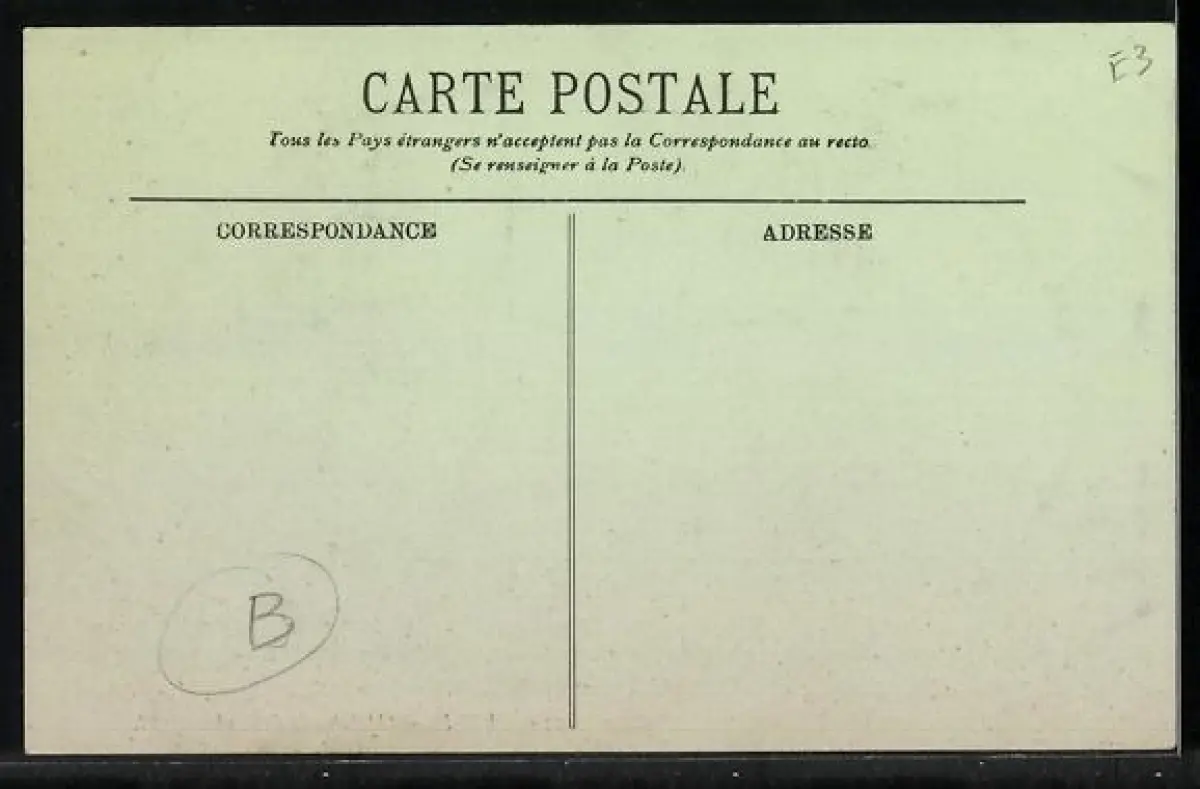 E3
CARTE POSTALE
Tous les Pays étrangers n'acceptent pas la Correspondance au recto.
(Se renseigner à la Poste).
CORRESPONDANCE
ADRESSE
B